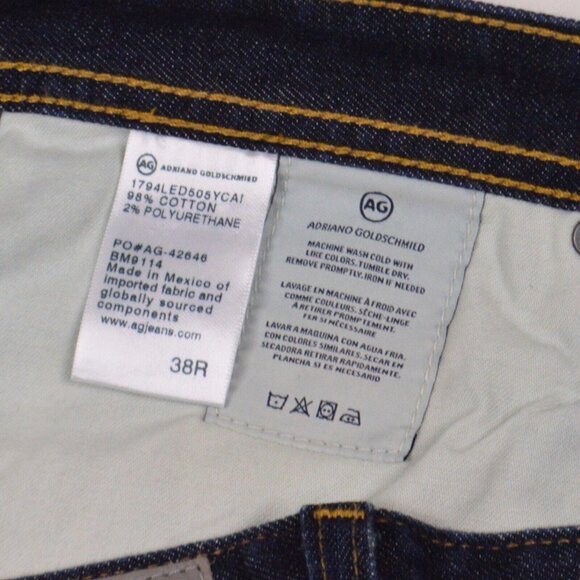 AG ADRIANO GOLDSCHMIED
1794LED505YCAI
98% COTTON
2% POLYURETHANE
PO#AG-42646
BM9114
Made in Mexico of
imported fabric and
globally sourced
components
www.agjeans.com
38R
AG
ADRIANO GOLDSCHMIED
MACHINE WASH COLD WITH
LIKE COLORS. TUMBLE DRY.
REMOVE PROMPTLY. IRON IF NEEDED
LAVAGE EN MACHINE À FROID AVEC
COMME COULEURS. SÈCHE-LINGE
A RETIRER PROMPTEMENT.
FER SI NÉCESSAIRE
LAVAR A MAQUINA CON AGUA FRIA.
CON COLORES SIMILARES. SECAR EN
SECADORA RETIRAR RAPIDAMENTE.
PLANCHA SI ES NECESSARIO